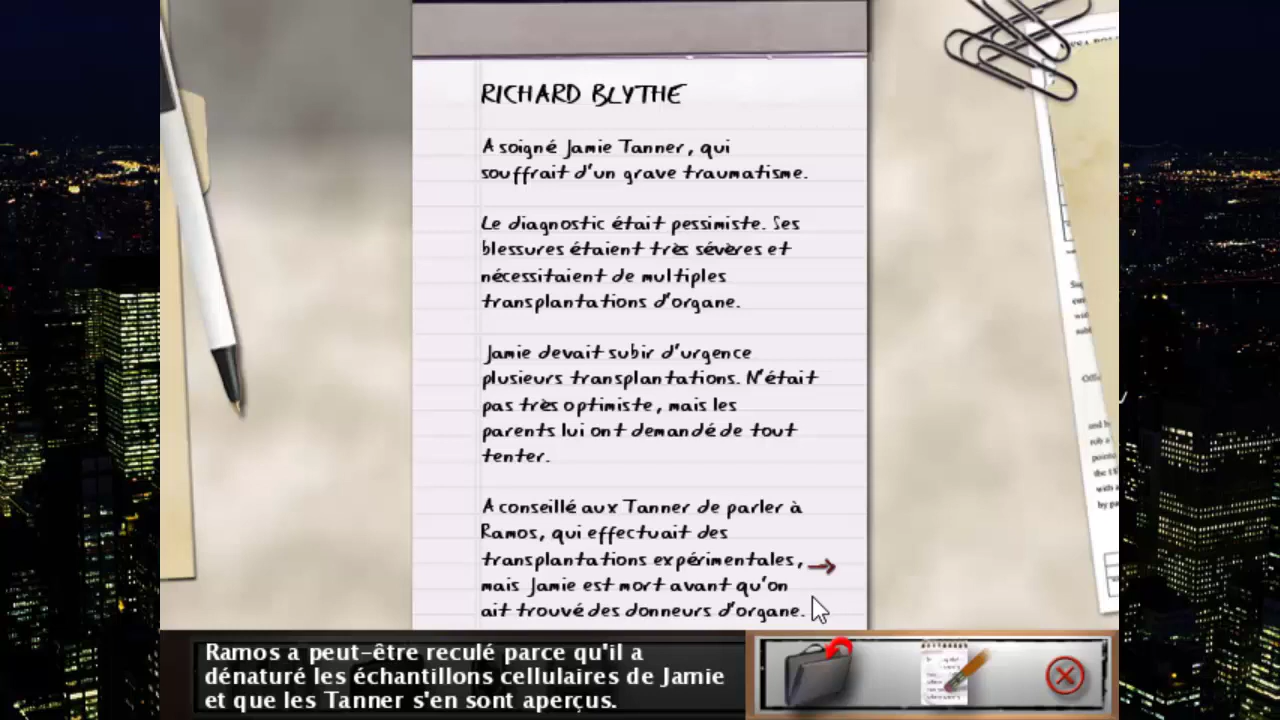 RICHARD BLYTHE
A soigné Jamie Tanner, qui
souffrait d'un grave traumatisme.
Le diagnostic était pessimiste. Ses
blessures étaient très sévères et
nécessitaient de multiples
transplantations d'organe.
Jamie devait subir d'urgence
plusieurs transplantations. N'était
pas très optimiste, mais les
parents lui ont demandé de tout
tenter.
A conseillé aux Tanner de parler à
Ramos, qui effectuait des
transplantations expérimentales,
mais Jamie est mort avant qu'on
ait trouvé des donneurs d'organe.
Ramos a peut-être reculé parce qu'il a
dénaturé les échantillons cellulaires de Jamie
et que les Tanner s'en sont aperçus.